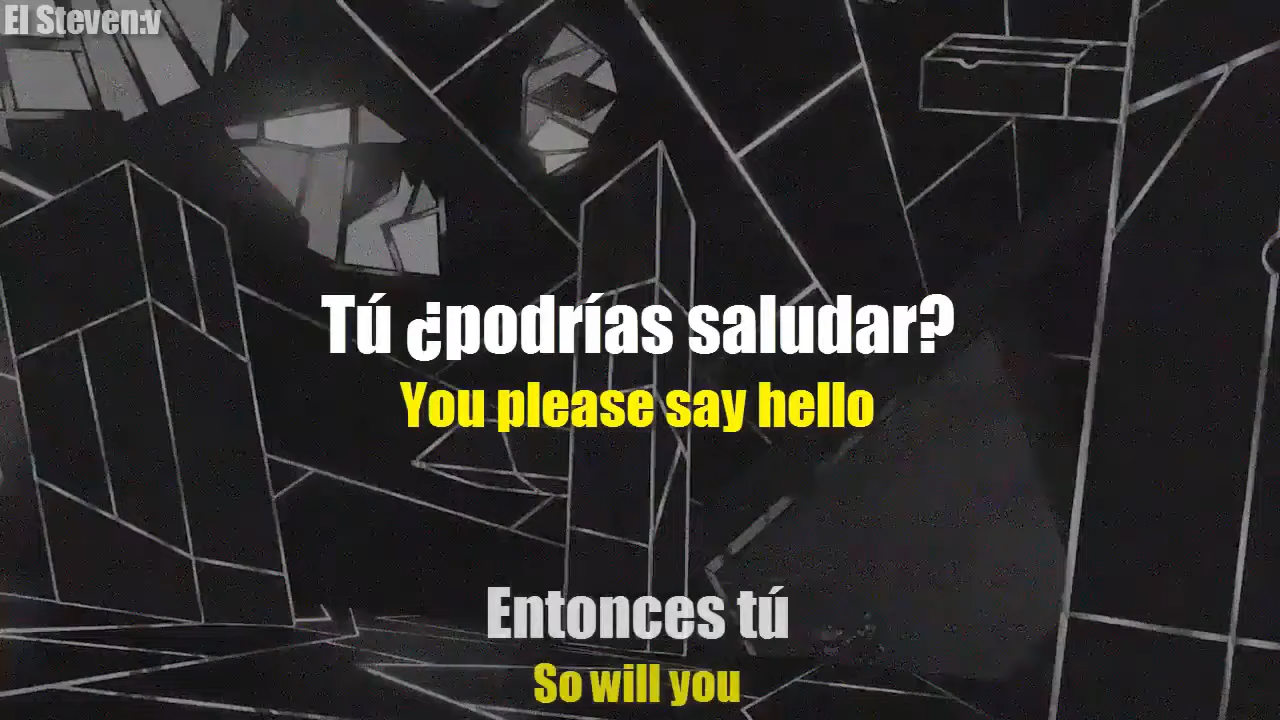 El Steven:v
Tú ¿podrías saludar?
You please say hello
Entonces tú
So will you